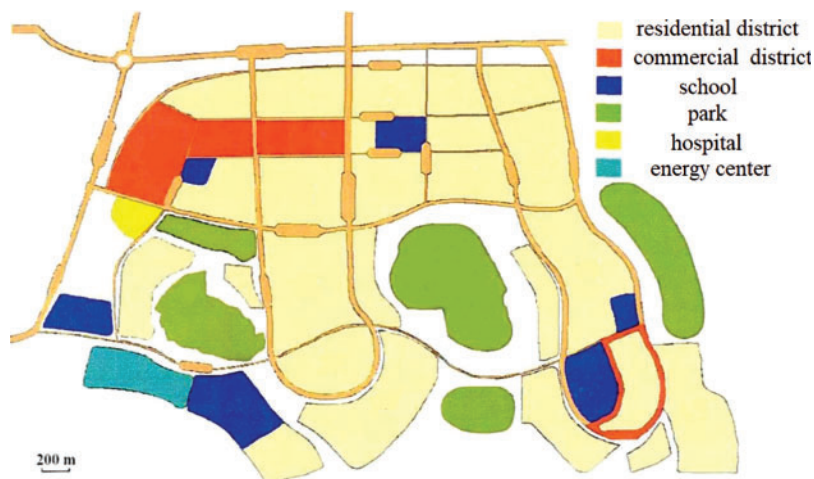 residential district
commercial district
school
park
hospital
energy center
200 m